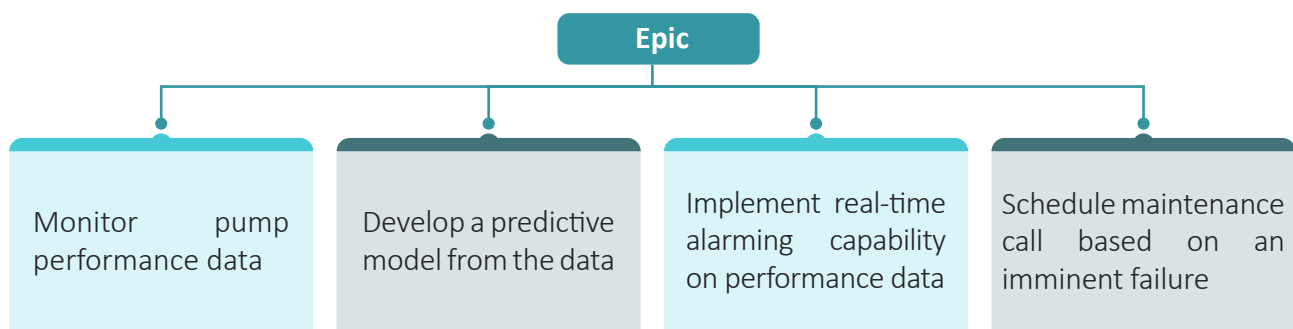 Epic
Monitor pump
performance data
Develop a predictive
model from the data
Implement real-time
alarming capability
on performance data
Schedule maintenance
call based on an
imminent failure